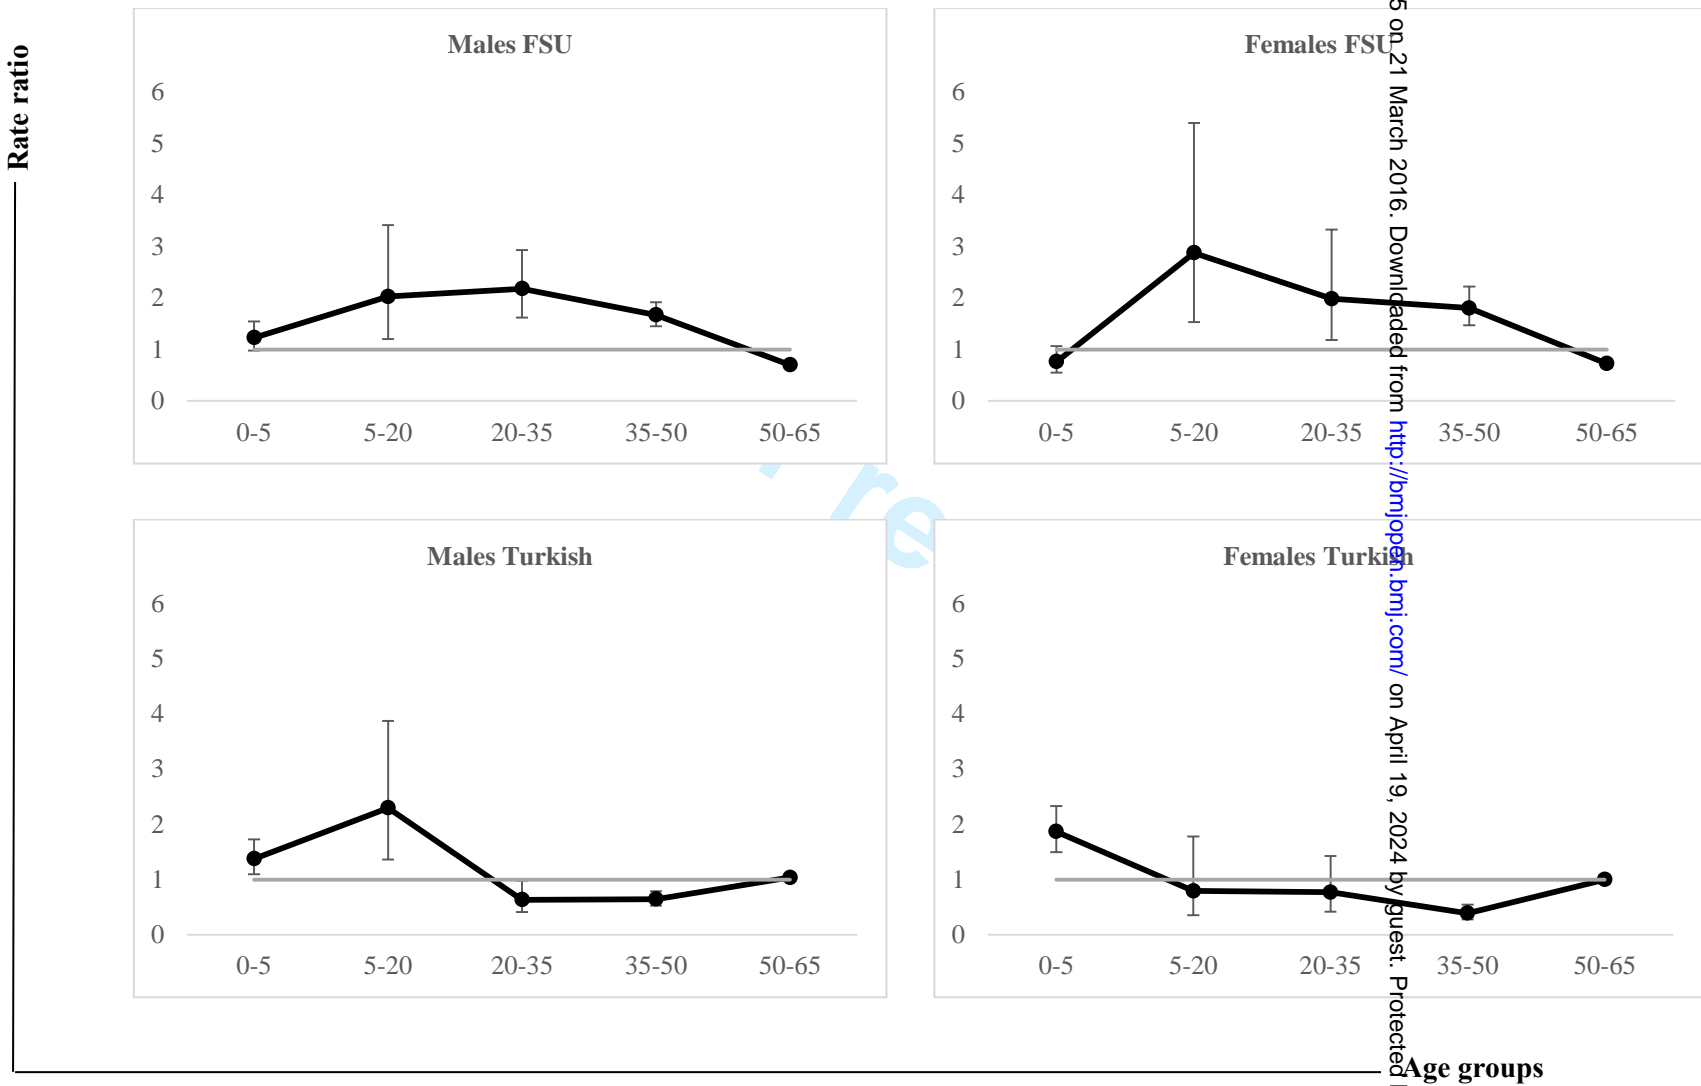 Rate ratio
Males FSU
6
5
4
3
2
1
0
0-5 5-20 20-35 35-50 50-65
Females FSU
6
5
4
3
2
1
0
0-5 5-20 20-35 35-50 50-65
Males Turkish
6
5
4
3
2
1
0
0-5 5-20 20-35 35-50 50-65
Females Turkish
6
5
4
3
2
1
0
0-5 5-20 20-35 35-50 50-65
Age groups
5 on 21 March 2016. Downloaded from http://bmjopen.bmj.com/ on April 19, 2024 by guest. Protected
re